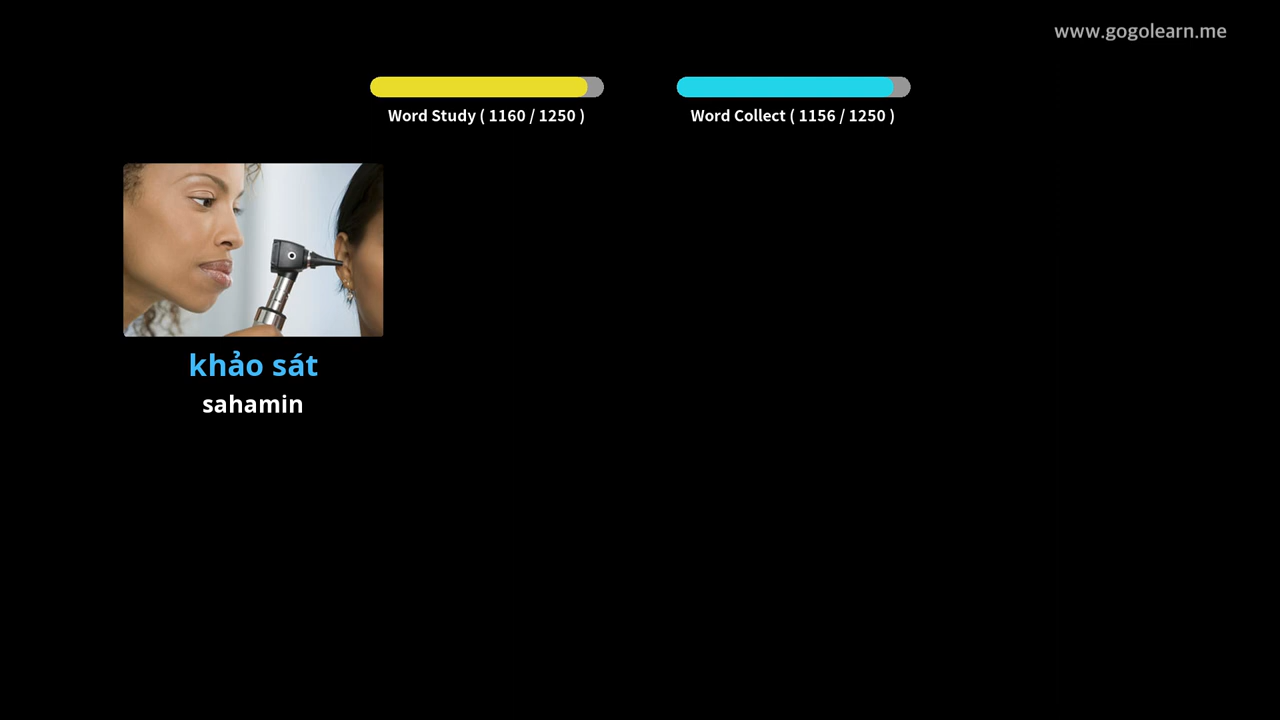 www.gogolearn.me
Word Study ( 1160 / 1250 )
Word Collect ( 1156 / 1250 )
khảo sát
sahamin